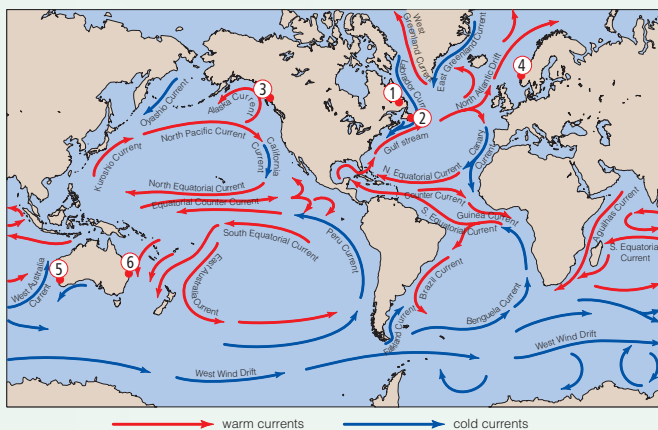 West
Greenland Current
East Greenland Current
Labrador Current
North Atlantic Drift
4
3
1
2
Alaska Current
Oyashio Current
North Pacific Current
Kuroshio Current
California
Current
Gulf stream
Canary
Current
N. Equatorial Current
North Equatorial Current
Equatorial Counter Current
Counter Current
Guinea Current
S. Equatorial Current
South Equatorial Current
East
Australia
Current
Peru Current
Brazil Current
Agulhas Current
S. Equatorial
Current
West Australia
Current
5
6
Benguela Current
Falkland Current
West Wind Drift
West Wind Drift
warm currents
cold currents